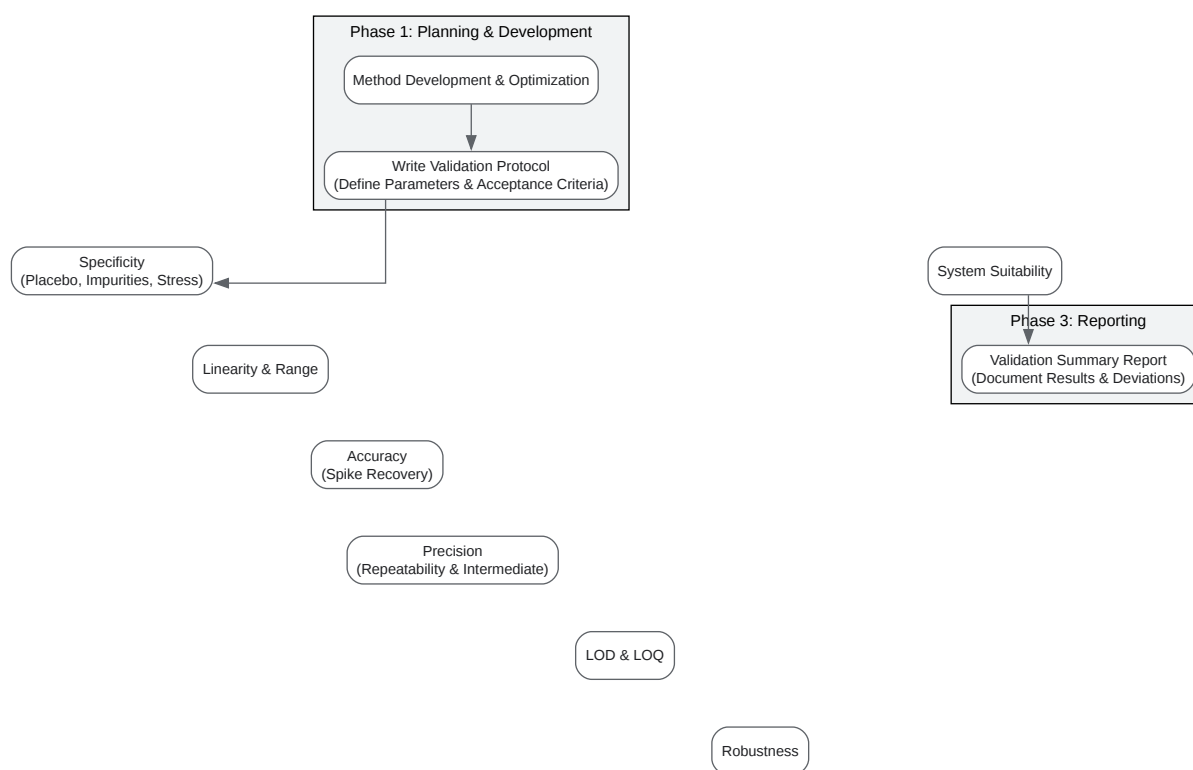 Phase 1: Planning & Development
Method Development & Optimization
Write Validation Protocol
(Define Parameters & Acceptance Criteria)
Specificity
(Placebo, Impurities, Stress)
System Suitability
Phase 3: Reporting
Validation Summary Report
(Document Results & Deviations)
Linearity & Range
Accuracy
(Spike Recovery)
Precision
(Repeatability & Intermediate)
LOD & LOQ
Robustness